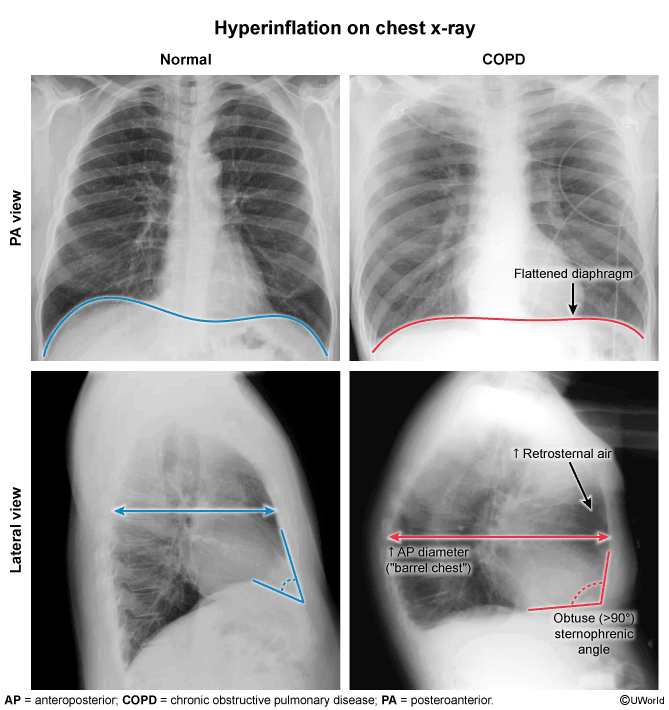 Hyperinflation on chest x-ray
Normal
COPD
PA view
Flattened diaphragm
Lateral view
↑ Retrosternal air
↑ AP diameter
("barrel chest")
Obtuse (>90°)
sternophrenic
angle
AP = anteroposterior; COPD = chronic obstructive pulmonary disease; PA = posteroanterior.
©UWorld